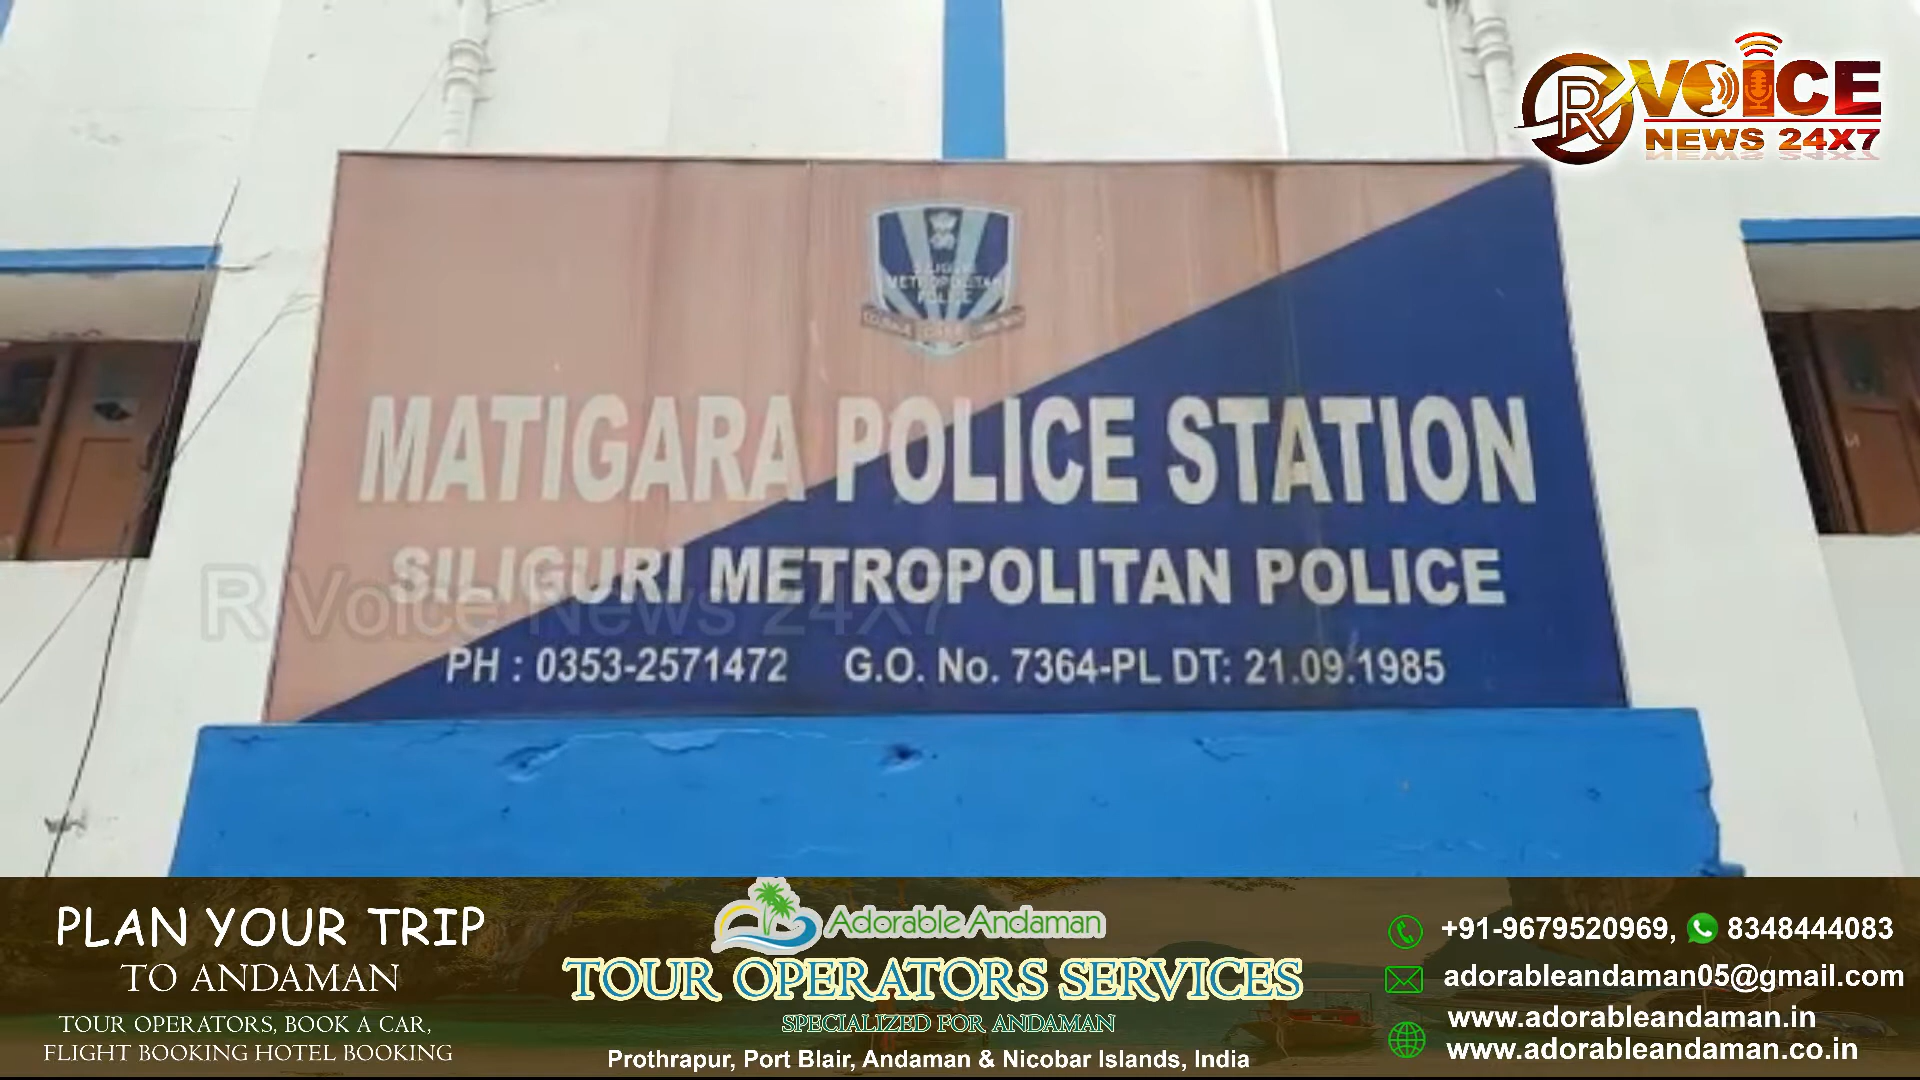 R VOICE
NEWS 24X7
SILIGURI
METROPOLITAN
POLICE
MATIGARA POLICE STATION
SILIGURI METROPOLITAN POLICE
R Voice News 24X7
PH : 0353-2571472 G.O. No. 7364-PL DT: 21.09.1985
PLAN YOUR TRIP
TO ANDAMAN
TOUR OPERATORS, BOOK A CAR,
FLIGHT BOOKING HOTEL BOOKING
Adorable Andaman
TOUR OPERATORS SERVICES
SPECIALIZED FOR ANDAMAN
Prothrapur, Port Blair, Andaman & Nicobar Islands, India
+91-9679520969, 8348444083
adorableandaman05@gmail.com
www.adorableandaman.in
www.adorableandaman.co.in